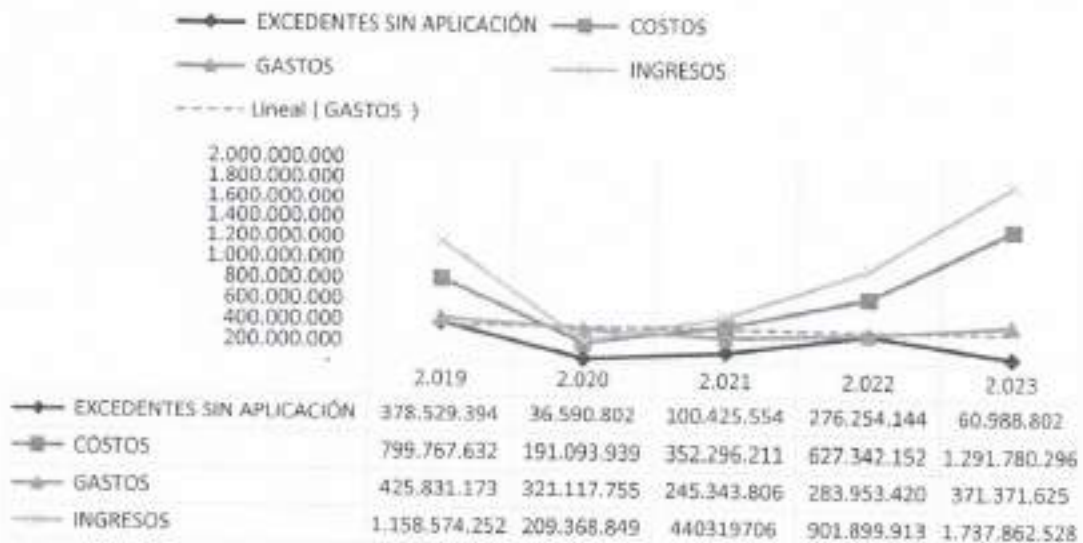 EXCEDENTES SIN APLICACIÓN COSTOS
GASTOS INGRESOS
Lineal ( GASTOS )
2.000.000.000
1.800.000.000
1.600.000.000
1.400.000.000
1.200.000.000
1.000.000.000
800.000.000
600.000.000
400.000.000
200.000.000
-
2.019 2.020 2.021 2.022 2.023
EXCEDENTES SIN APLICACIÓN 378.529.394 36.590.802 100.425.554 276.254.144 60.988.802
COSTOS 799.767.632 191.093.939 352.296.211 627.342.152 1.291.780.296
GASTOS 425.831.173 321.117.755 245.343.806 283.953.420 371.371.625
INGRESOS 1.158.574.252 209.368.849 440319706 901.899.913 1.737.862.528